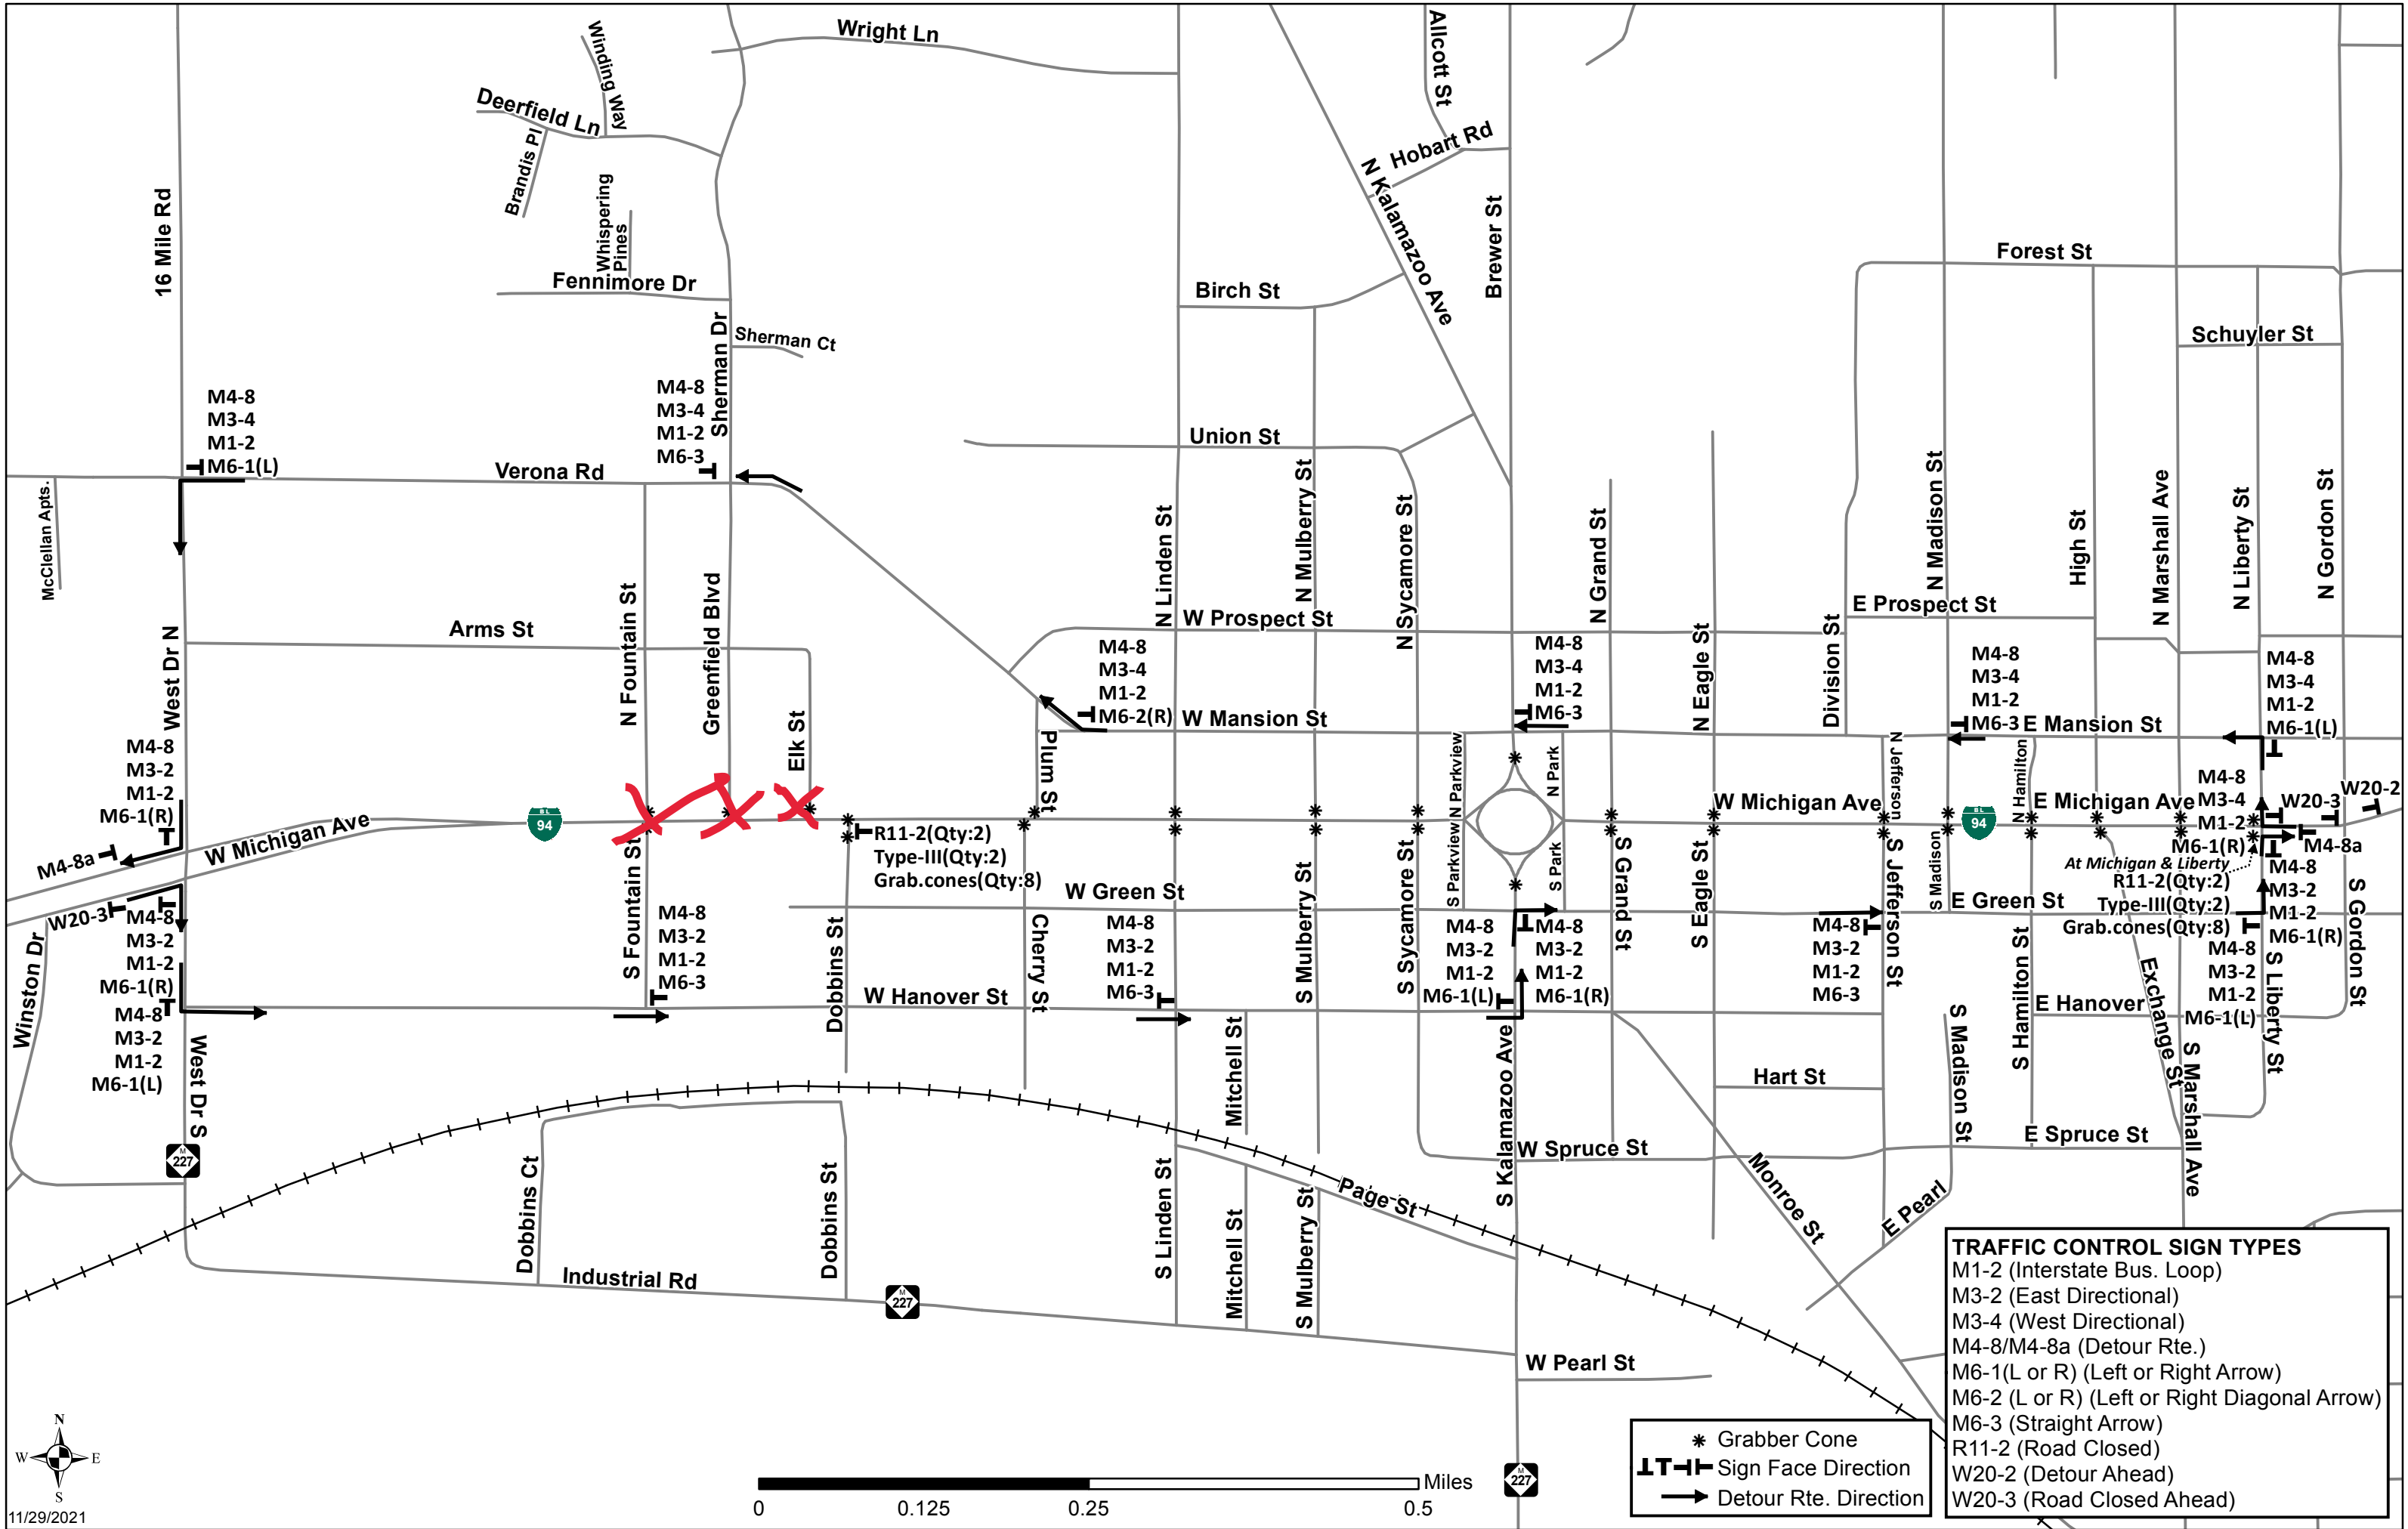 Wright Ln
Winding Way
Deerfield Ln
Brandis Pl
Whispering
Pines
Fennimore Dr
Sherman Dr
Sherman Ct
16 Mile Rd
Allcott St
Hobart Rd
N Kalamazoo Ave
Brewer St
Birch St
Forest St
Schuyler St
M4-8
M3-4
M1-2
M6-1(L)
M4-8
M3-4
M1-2
M6-3
Verona Rd
McClellan Apts.
Union St
N Linden St
N Mulberry St
N Sycamore St
N Grand St
N Eagle St
Division St
N Madison St
High St
N Marshall Ave
N Liberty St
N Gordon St
Arms St
West Dr N
N Fountain St
Greenfield Blvd
Elk St
W Prospect St
E Prospect St
M4-8
M3-4
M1-2
M6-2(R)
W Mansion St
M4-8
M3-4
M1-2
M6-3
M4-8
M3-4
M1-2
M6-3
E Mansion St
M4-8
M3-4
M1-2
M6-1(L)
M4-8
M3-2
M1-2
M6-1(R)
M4-8a
W Michigan Ave
BL
94
Plum St
N Parkview
S Parkview
N Park
S Park
W Michigan Ave
N Jefferson
BL
94
N Hamilton
E Michigan Ave
M4-8
M3-4
M1-2
M6-1(R)
W20-3
W20-2
M4-8a
R11-2(Qty:2)
Type-III(Qty:2)
Grab.cones(Qty:8)
At Michigan & Liberty
R11-2(Qty:2)
Type-III(Qty:2)
Grab.cones(Qty:8)
M4-8
M3-2
M1-2
M6-1(R)
W20-3
M4-8
M3-2
M1-2
M6-1(R)
M4-8
M3-2
M1-2
M6-1(L)
Winston Dr
West Dr S
S Fountain St
M4-8
M3-2
M1-2
M6-3
Dobbins St
Cherry St
W Green St
W Hanover St
M4-8
M3-2
M1-2
M6-3
S Mulberry St
S Sycamore St
M4-8
M3-2
M1-2
M6-1(L)
M4-8
M3-2
M1-2
M6-1(R)
S Grand St
S Eagle St
M4-8
M3-2
M1-2
M6-3
S Jefferson St
S Madison
E Green St
M4-8
M3-2
M1-2
M6-1(L)
S Gordon St
S Liberty St
E Hanover
Exchange St
S Marshall Ave
S Hamilton St
S Madison St
Mitchell St
S Kalamazoo Ave
Hart St
W Spruce St
E Spruce St
Monroe St
E Pearl
M
227
Dobbins Ct
Dobbins St
Industrial Rd
M
227
S Linden St
Mitchell St
S Mulberry St
Page St
W Pearl St
M
227
TRAFFIC CONTROL SIGN TYPES
M1-2 (Interstate Bus. Loop)
M3-2 (East Directional)
M3-4 (West Directional)
M4-8/M4-8a (Detour Rte.)
M6-1(L or R) (Left or Right Arrow)
M6-2 (L or R) (Left or Right Diagonal Arrow)
M6-3 (Straight Arrow)
R11-2 (Road Closed)
W20-2 (Detour Ahead)
W20-3 (Road Closed Ahead)
Grabber Cone
Sign Face Direction
Detour Rte. Direction
N
W E
S
0 0.125 0.25 0.5
Miles
11/29/2021